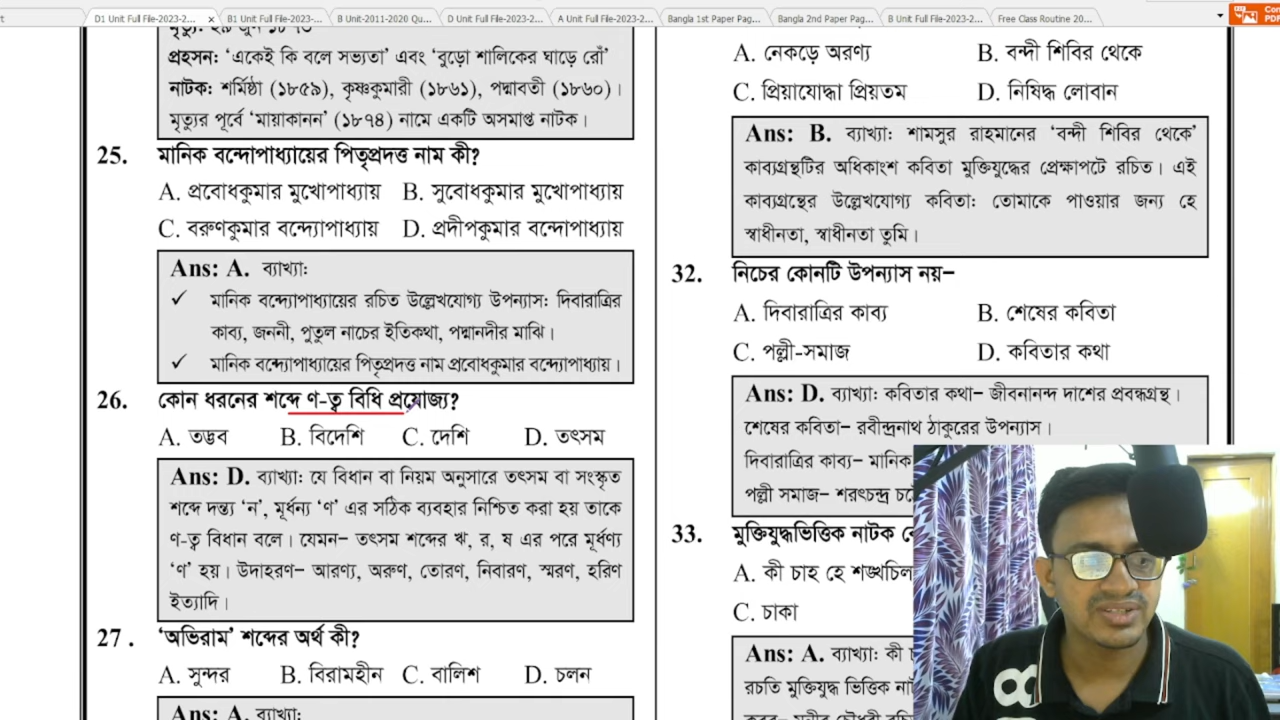 D1 Unit Full File-2023-2...
B1 Unit Full File-2023-...
B Unit-2011-2020 Qu...
D Unit Full File-2023-2...
A Unit Full File-2023-2...
Bangla 1st Paper Pag...
Bangla 2nd Paper Pag...
B Unit Full File-2023-2...
Free Class Routine 20...
প্রহসন: ‘একেই কি বলে সভ্যতা’ এবং ‘বুড়ো শালিকের ঘাড়ে রোঁ’
নাটক: শর্মিষ্ঠা (১৮৫৯), কৃষ্ণকুমারী (১৮৬১), পদ্মাবতী (১৮৬০)।
মৃত্যুর পূর্বে ‘মায়াকানন’ (১৮৭৪) নামে একটি অসমাপ্ত নাটক।
25. মানিক বন্দোপাধ্যায়ের পিতৃপ্রদত্ত নাম কী?
A. প্রবোধকুমার মুখোপাধ্যায় B. সুবোধকুমার মুখোপাধ্যায়
C. বরুণকুমার বন্দ্যোপাধ্যায় D. প্রদীপকুমার বন্দোপাধ্যায়
Ans: A. ব্যাখ্যা:
✓ মানিক বন্দ্যোপাধ্যায়ের রচিত উল্লেখযোগ্য উপন্যাস: দিবারাত্রির
কাব্য, জননী, পুতুল নাচের ইতিকথা, পদ্মানদীর মাঝি।
✓ মানিক বন্দ্যোপাধ্যায়ের পিতৃপ্রদত্ত নাম প্রবোধকুমার বন্দ্যোপাধ্যায়।
26. কোন ধরনের শব্দে ণ-ত্ব বিধি প্রযোজ্য?
A. তদ্ভব B. বিদেশি C. দেশি D. তৎসম
Ans: D. ব্যাখ্যা: যে বিধান বা নিয়ম অনুসারে তৎসম বা সংস্কৃত
শব্দে দন্ত্য ‘ন’, মূর্ধন্য ‘ণ’ এর সঠিক ব্যবহার নিশ্চিত করা হয় তাকে
ণ-ত্ব বিধান বলে। যেমন– তৎসম শব্দের ঋ, র, ষ এর পরে মূর্ধণ্য
‘ণ’ হয়। উদাহরণ– আরণ্য, অরুণ, তোরণ, নিবারণ, স্মরণ, হরিণ
ইত্যাদি।
27 . ‘অভিরাম’ শব্দের অর্থ কী?
A. সুন্দর B. বিরামহীন C. বালিশ D. চলন
Ans: A. ব্যাখ্যা:
A. নেকড়ে অরণ্য B. বন্দী শিবির থেকে
C. প্রিয়াযোদ্ধা প্রিয়তম D. নিষিদ্ধ লোবান
Ans: B. ব্যাখ্যা: শামসুর রাহমানের ‘বন্দী শিবির থেকে’
কাব্যগ্রন্থটির অধিকাংশ কবিতা মুক্তিযুদ্ধের প্রেক্ষাপটে রচিত। এই
কাব্যগ্রন্থের উল্লেখযোগ্য কবিতা: তোমাকে পাওয়ার জন্য হে
স্বাধীনতা, স্বাধীনতা তুমি।
32. নিচের কোনটি উপন্যাস নয়–
A. দিবারাত্রির কাব্য B. শেষের কবিতা
C. পল্লী-সমাজ D. কবিতার কথা
Ans: D. ব্যাখ্যা: কবিতার কথা– জীবনানন্দ দাশের প্রবন্ধগ্রন্থ।
শেষের কবিতা– রবীন্দ্রনাথ ঠাকুরের উপন্যাস।
দিবারাত্রির কাব্য– মানিক
পল্লী সমাজ– শরৎচন্দ্র
33. মুক্তিযুদ্ধভিত্তিক নাটক
A. কী চাহ হে শঙ্খচিল
C. চাকা
Ans: A. ব্যাখ্যা: কী
রচতি মুক্তিযুদ্ধ ভিত্তিক